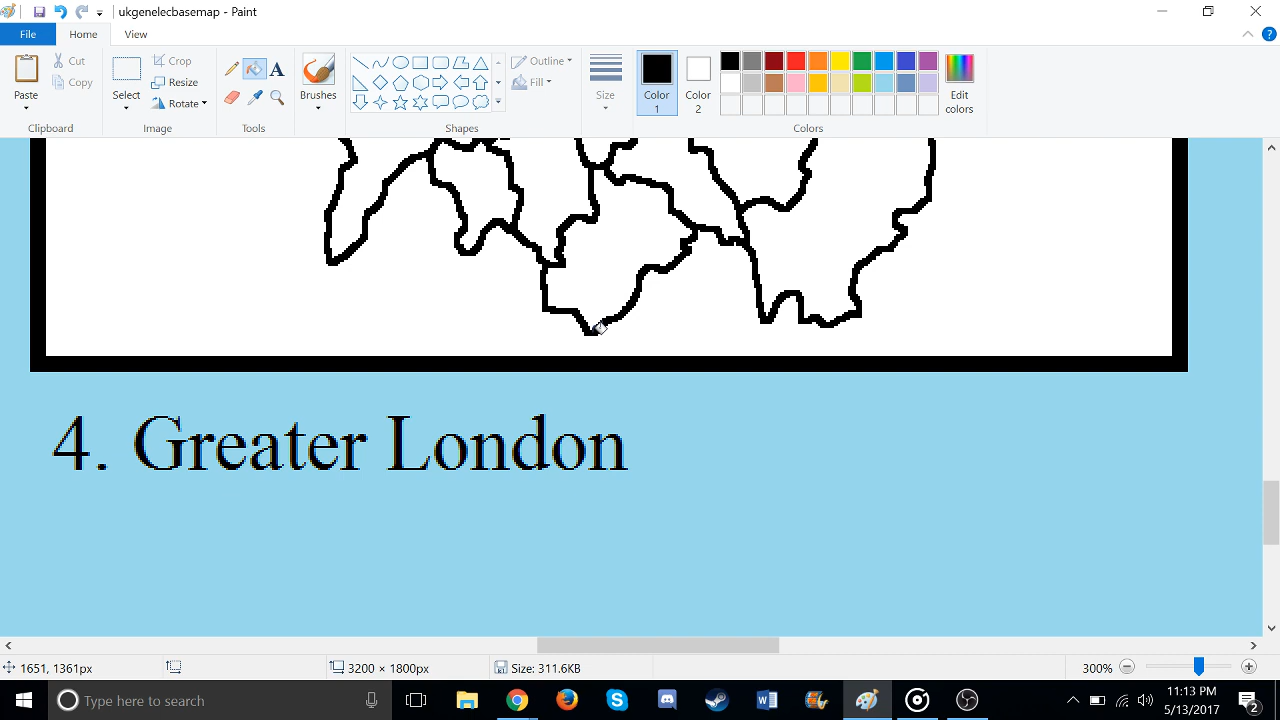 ukgenelecbasemap - Paint
File Home View
Paste Cut Copy Clipboard
Select Crop Resize Rotate Image
Tools
Brushes
Shapes Outline Fill
Size
Color 1 Color 2 Edit colors Colors
4. Greater London
1651, 1361px 3200 × 1800px Size: 311.6KB 300%
Type here to search
11:13 PM
5/13/2017
2